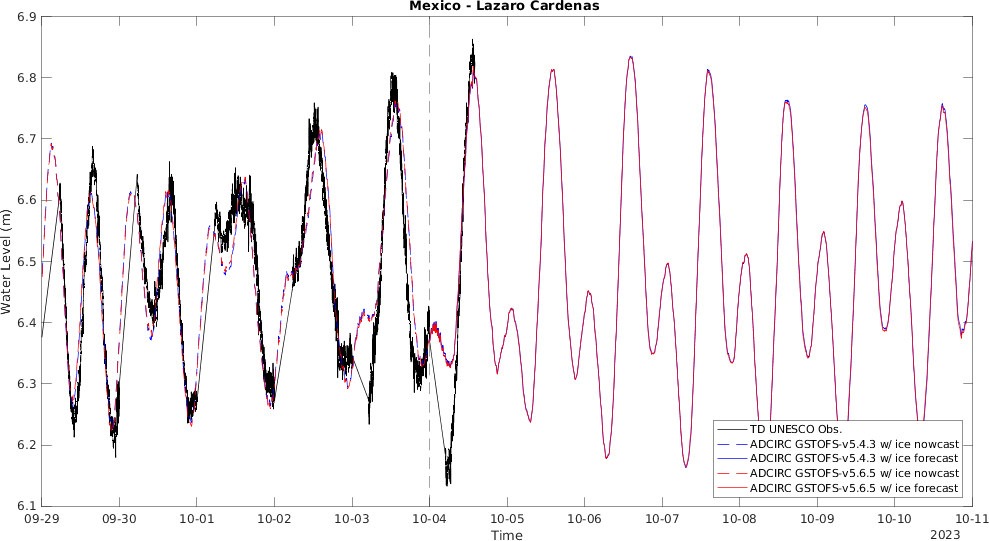 Mexico - Lazaro Cardenas
6.9
6.8
6.7
6.6
6.5
6.4
6.3
6.2
6.1
Water Level (m)
09-29 09-30 10-01 10-02 10-03 10-04 10-05 10-06 10-07 10-08 10-09 10-10 10-11
Time
2023
TD UNESCO Obs.
ADCIRC GSTOFS-v5.4.3 w/ ice nowcast
ADCIRC GSTOFS-v5.4.3 w/ ice forecast
ADCIRC GSTOFS-v5.6.5 w/ ice nowcast
ADCIRC GSTOFS-v5.6.5 w/ ice forecast